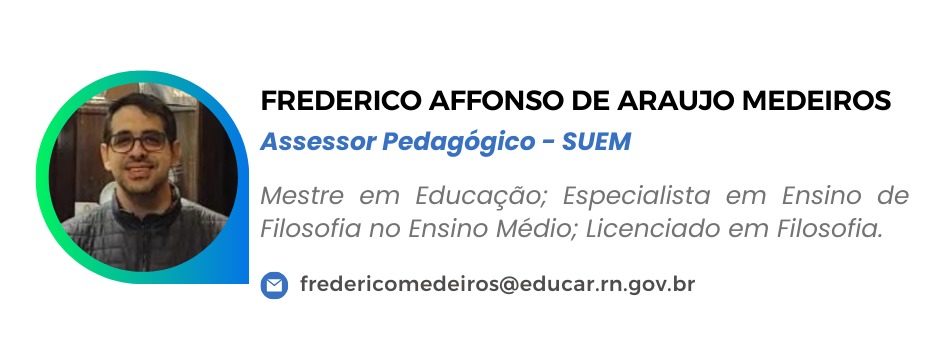 FREDERICO AFFONSO DE ARAUJO MEDEIROS
Assessor Pedagógico - SUEM
Mestre em Educação; Especialista em Ensino de
Filosofia no Ensino Médio; Licenciado em Filosofia.
fredericomedeiros@educar.rn.gov.br